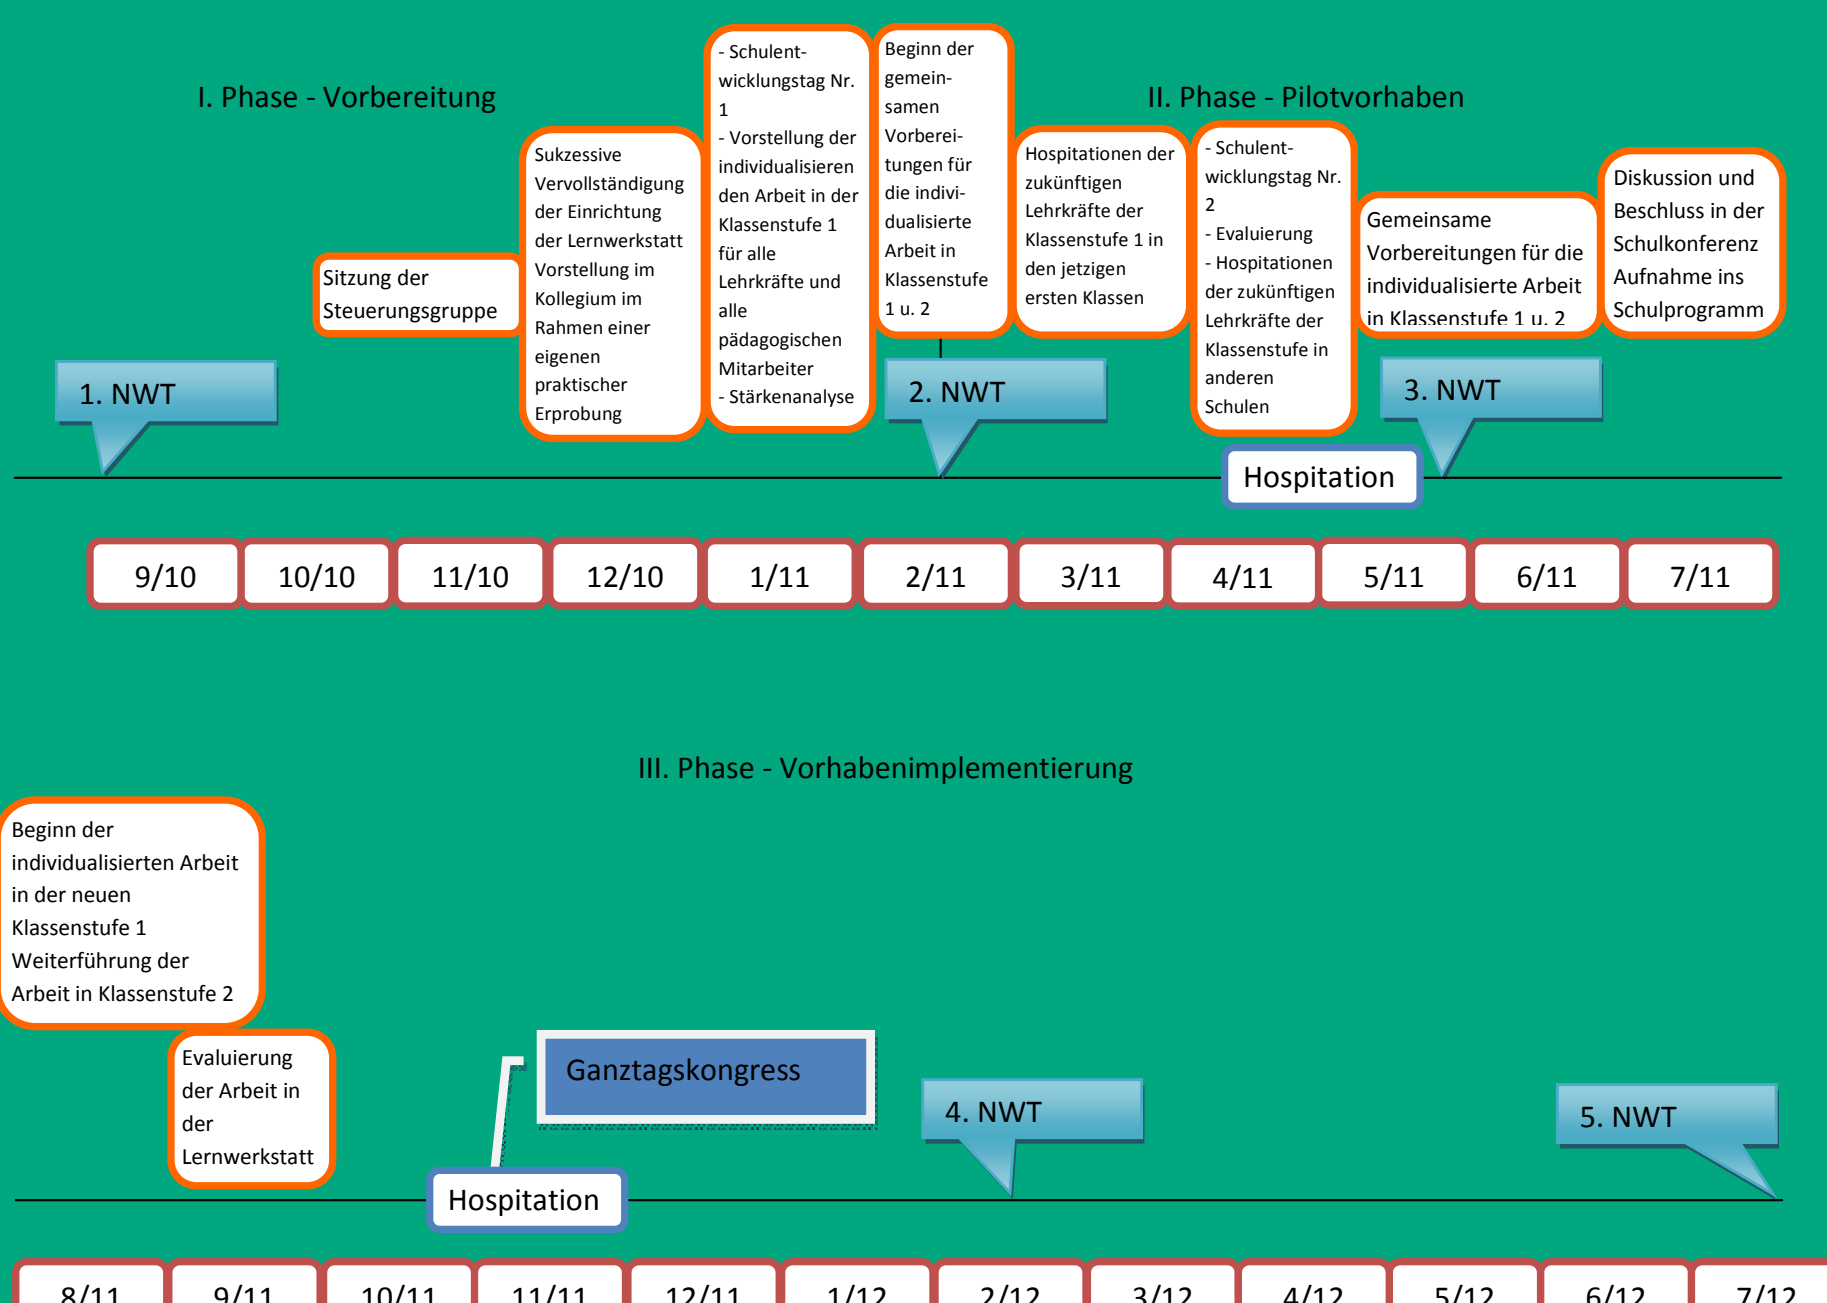 I. Phase - Vorbereitung
II. Phase - Pilotvorhaben
Sitzung der
Steuerungsgruppe
Sukzessive
Vervollständigung
der Einrichtung
der Lernwerkstatt
Vorstellung im
Kollegium im
Rahmen einer
eigenen
praktischer
Erprobung
- Schulent-
wicklungstag Nr.
1
- Vorstellung der
individualisieren
den Arbeit in der
Klassenstufe 1
für alle
Lehrkräfte und
alle
pädagogischen
Mitarbeiter
- Stärkenanalyse
Beginn der
gemein-
samen
Vorberei-
tungen für
die indivi-
dualisierte
Arbeit in
Klassenstufe
1 u. 2
Hospitationen der
zukünftigen
Lehrkräfte der
Klassenstufe 1 in
den jetzigen
ersten Klassen
- Schulent-
wicklungstag Nr.
2
- Evaluierung
- Hospitationen
der zukünftigen
Lehrkräfte der
Klassenstufe in
anderen
Schulen
Gemeinsame
Vorbereitungen für die
individualisierte Arbeit
in Klassenstufe 1 u. 2
Diskussion und
Beschluss in der
Schulkonferenz
Aufnahme ins
Schulprogramm
1. NWT
2. NWT
3. NWT
Hospitation
9/10
10/10
11/10
12/10
1/11
2/11
3/11
4/11
5/11
6/11
7/11
III. Phase - Vorhabenimplementierung
Beginn der
individualisierten Arbeit
in der neuen
Klassenstufe 1
Weiterführung der
Arbeit in Klassenstufe 2
Evaluierung
der Arbeit in
der
Lernwerkstatt
Ganztagskongress
4. NWT
5. NWT
Hospitation
8/11
9/11
10/11
11/11
12/11
1/12
2/12
3/12
4/12
5/12
6/12
7/12